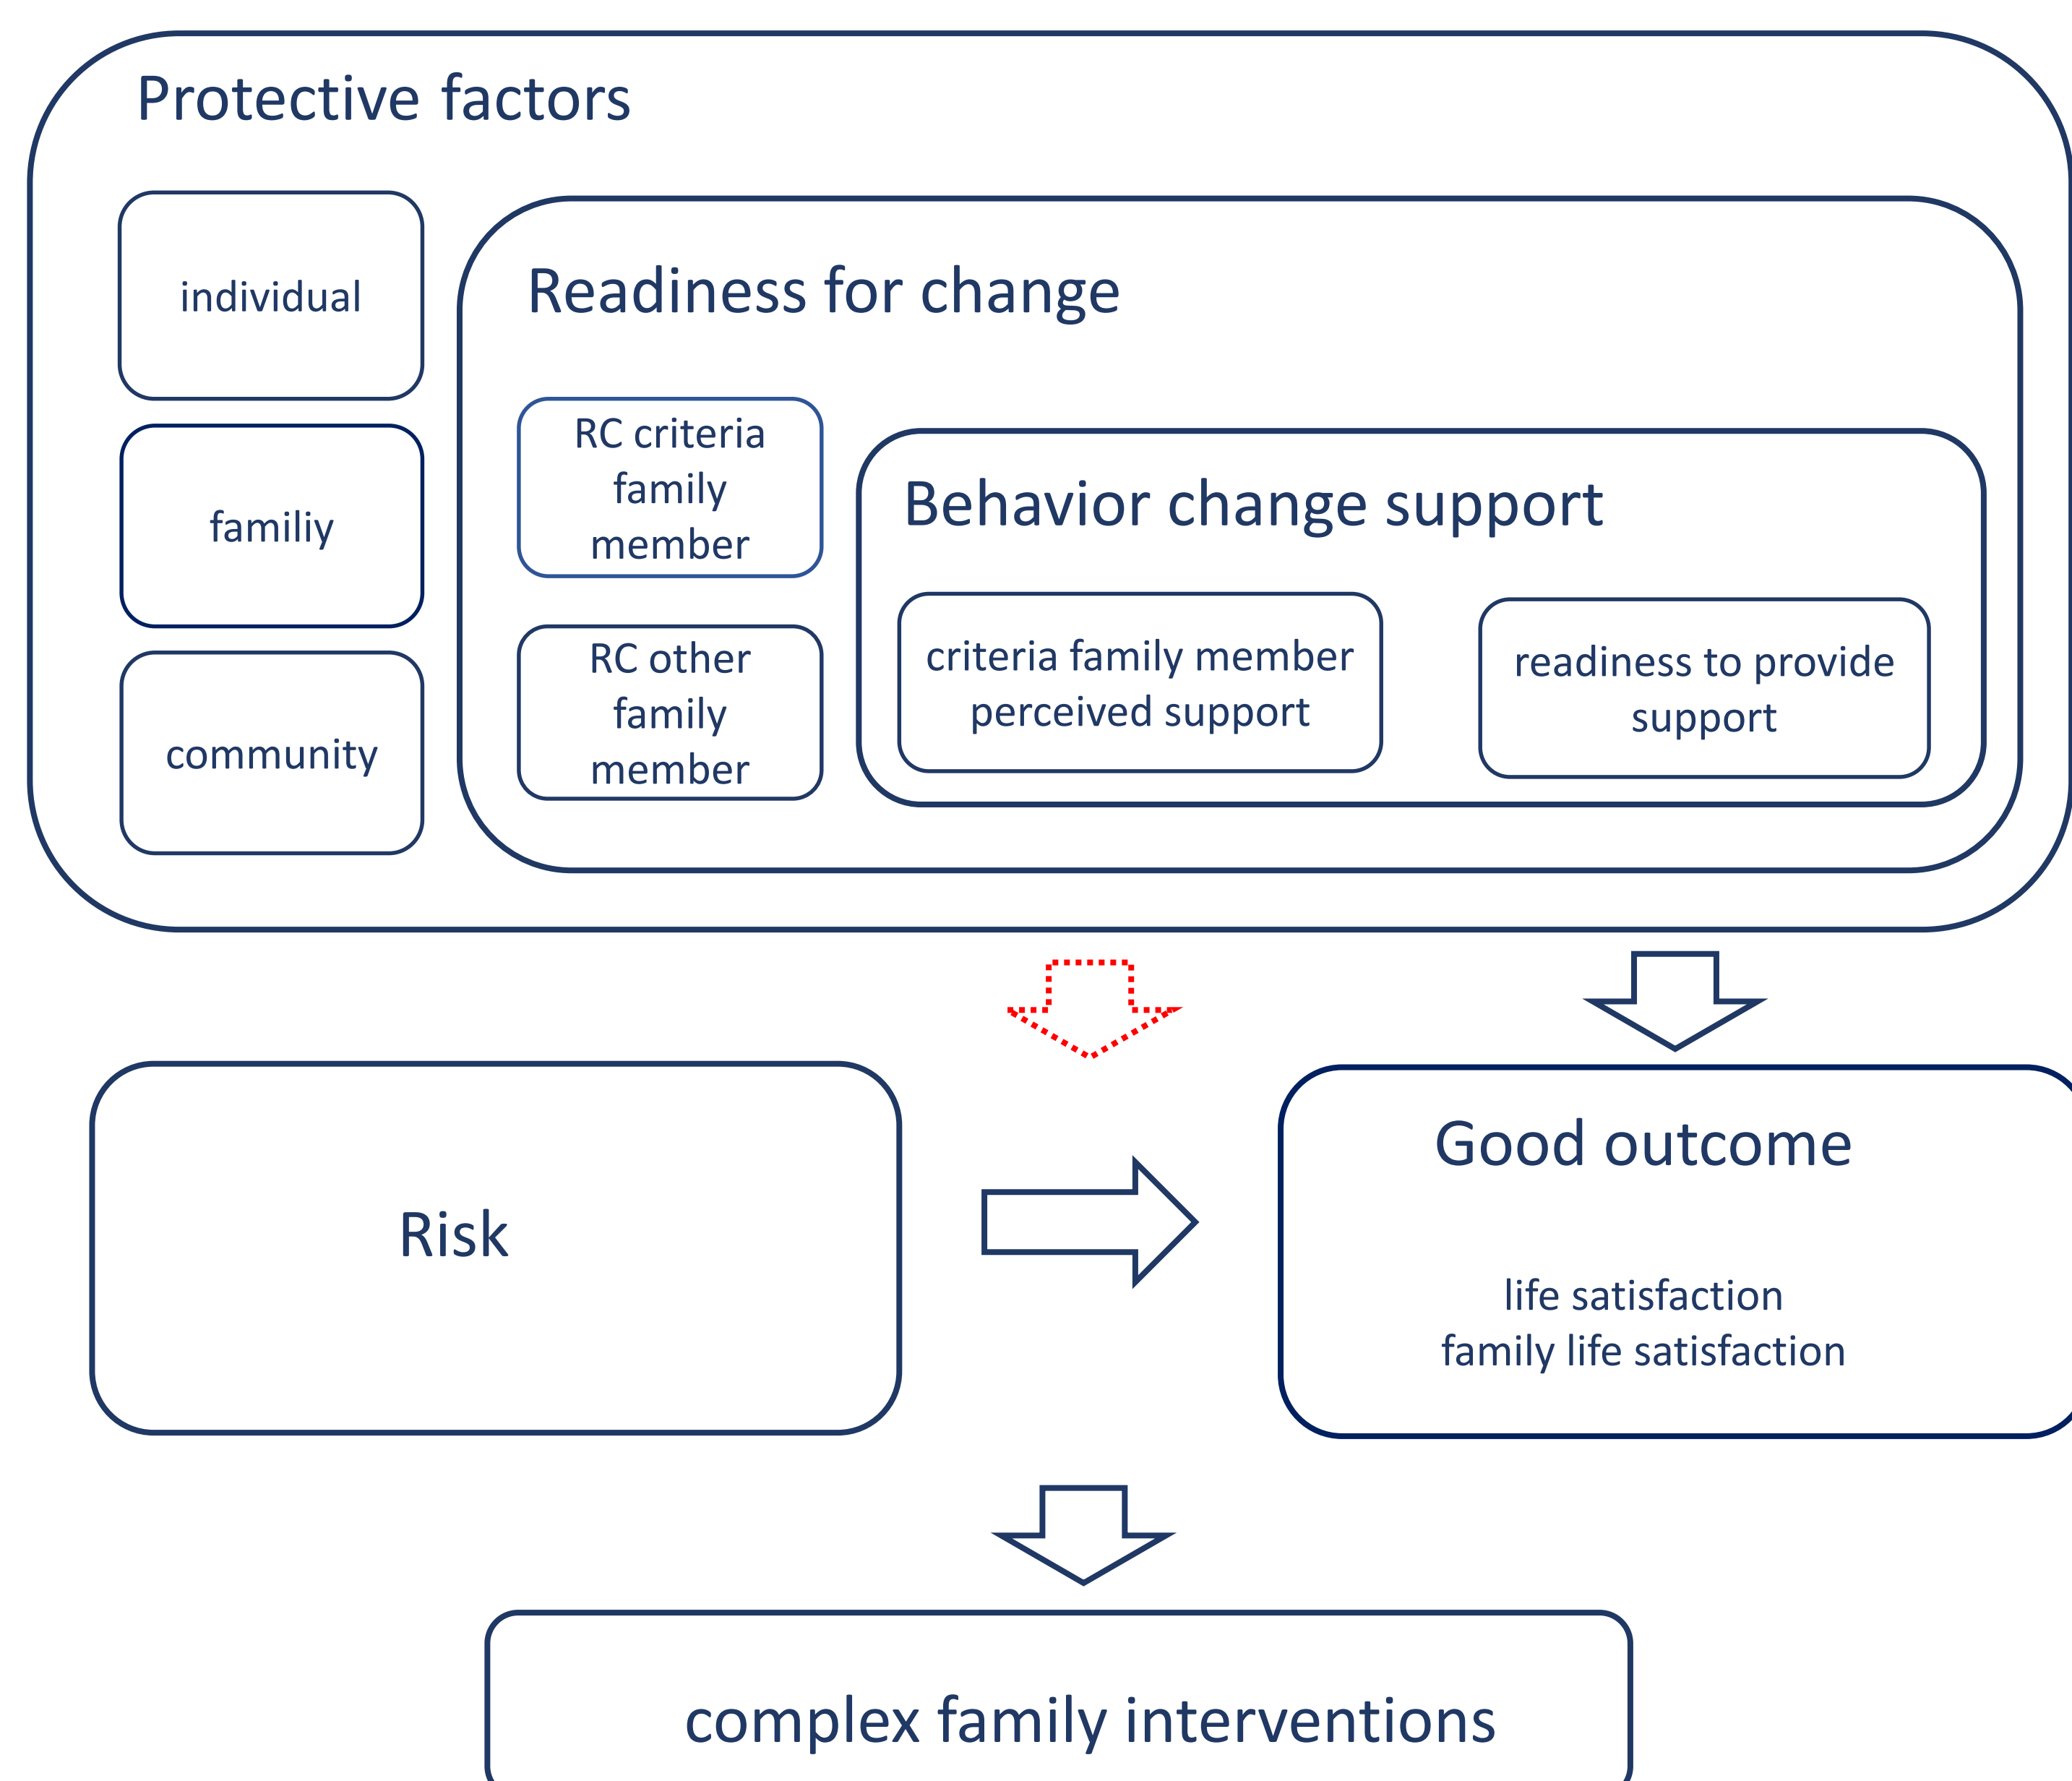 Protective factors
individual
Readiness for change
RC criteria
family
member
familiy
Behavior change support
RC other
family
member
criteria family member
perceived support
readiness to provide
support
community
Good outcome
Risk
life satisfaction
family life satisfaction
complex family interventions